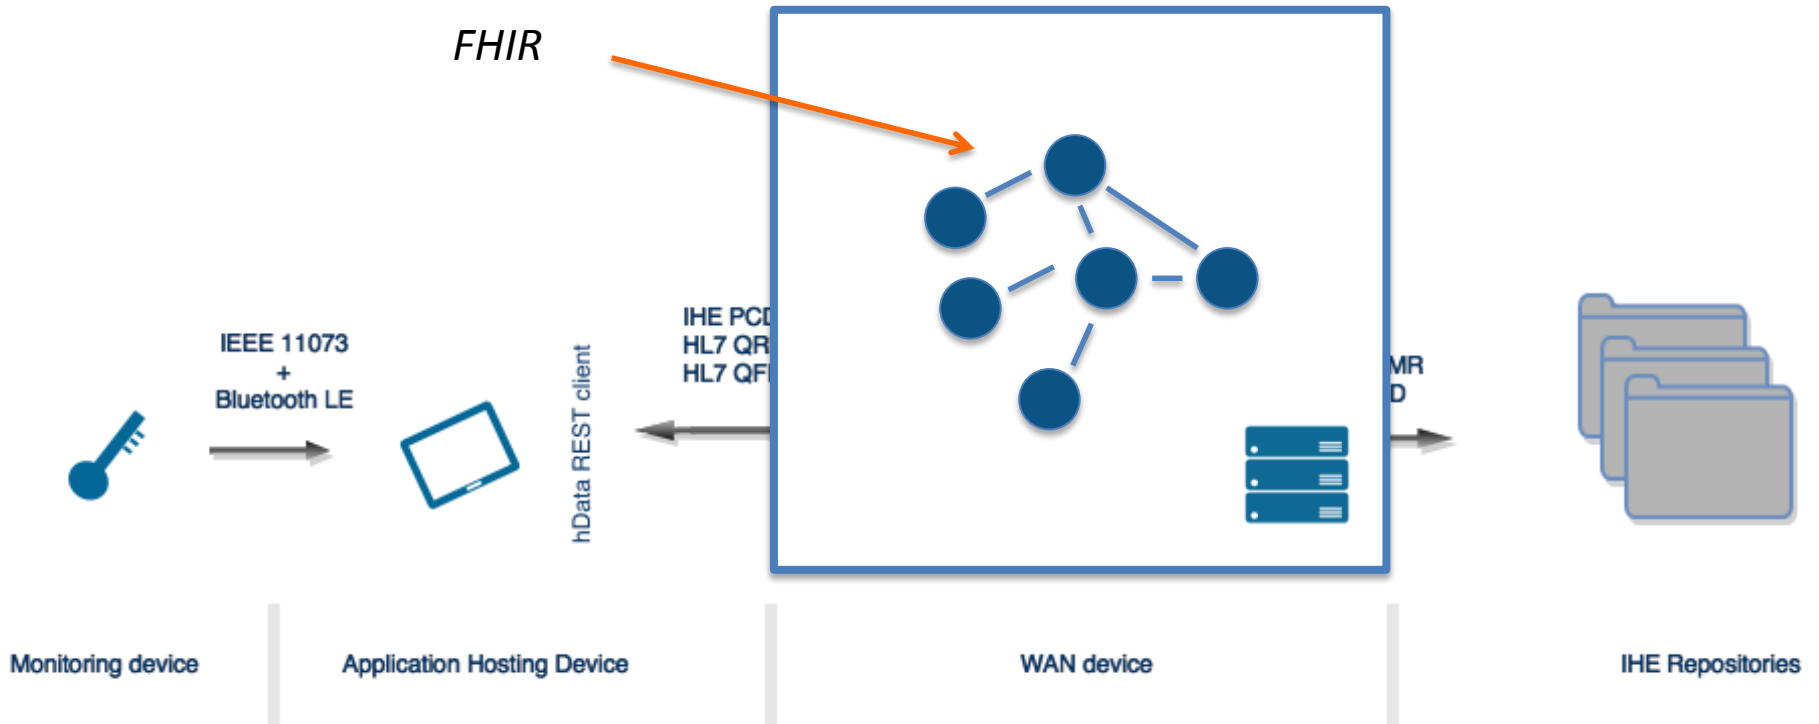 FHIR
IEEE 11073
+
Bluetooth LE
hData REST client
IHE PCD
HL7 QR
HL7 QF
MR
D
Monitoring device
Application Hosting Device
WAN device
IHE Repositories